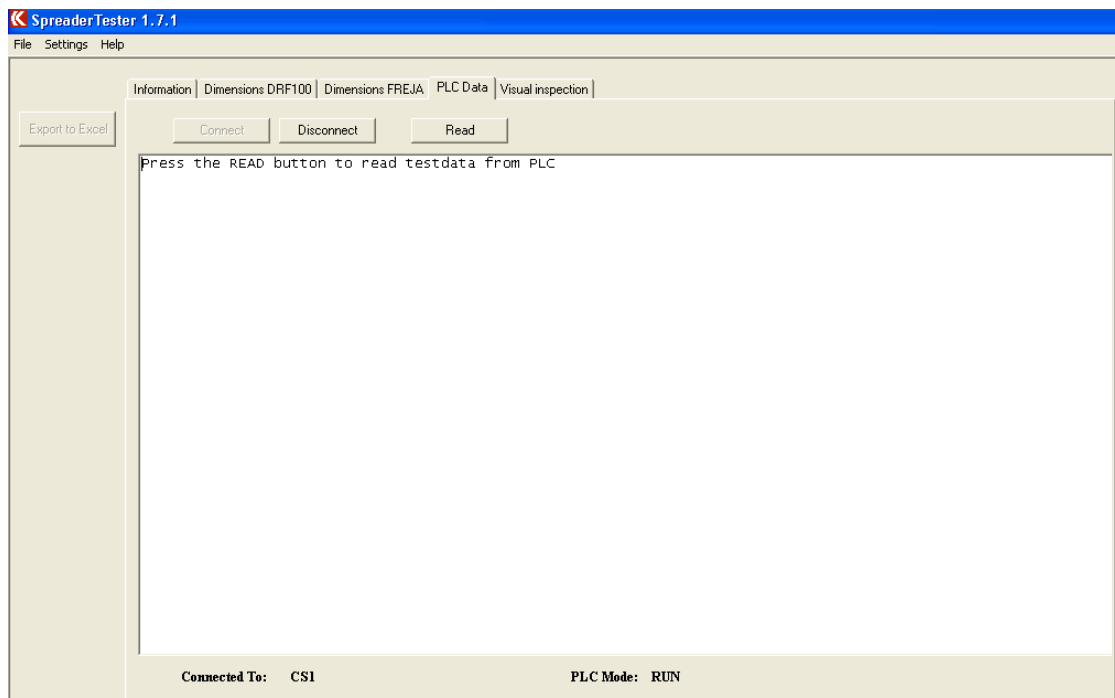 SpreaderTester 1.7.1
File Settings Help
Information Dimensions DRF100 Dimensions FREJA PLC Data Visual inspection
Export to Excel Connect Disconnect Read
Press the READ button to read testdata from PLC
Connected To: CS1 PLC Mode: RUN